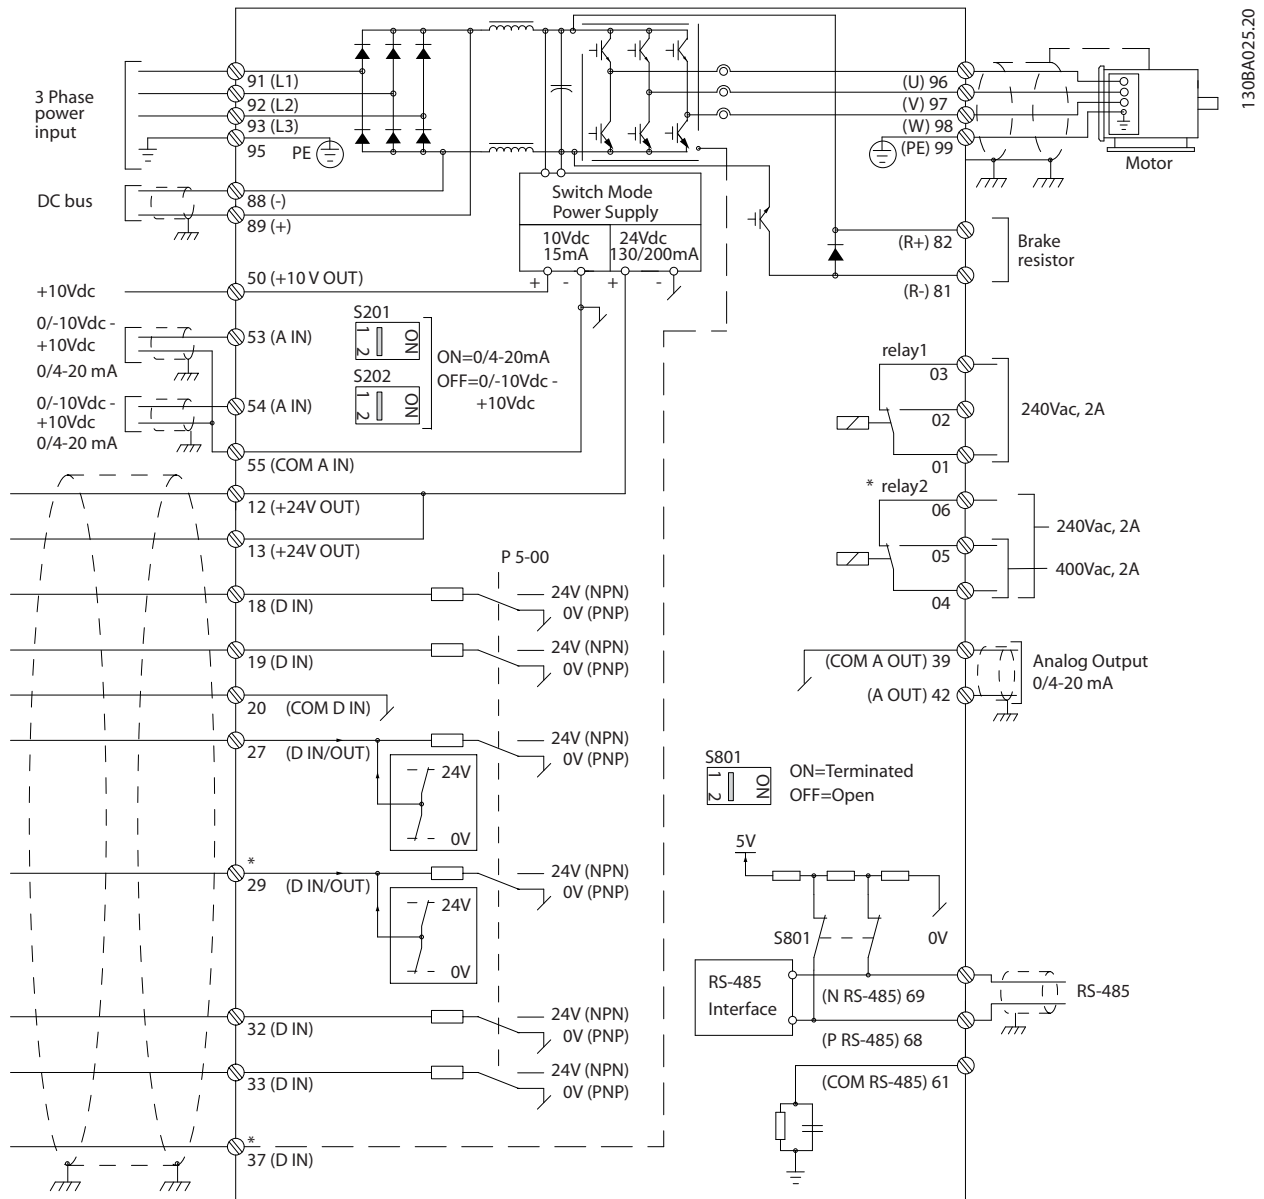 130BA025.20
3 Phase
power
input
91 (L1)
92 (L2)
93 (L3)
95
PE
DC bus
88 (-)
89 (+)
Switch Mode
Power Supply
10Vdc
15mA
24Vdc
130/200mA
+
-
+
-
(U) 96
(V) 97
(W) 98
(PE) 99
Motor
(R+) 82
(R-) 81
Brake
resistor
+10Vdc
50 (+10 V OUT)
0/-10Vdc -
+10Vdc
0/4-20 mA
53 (A IN)
0/-10Vdc -
+10Vdc
0/4-20 mA
54 (A IN)
55 (COM A IN)
S201
1
2
ON
S202
1
2
ON
ON=0/4-20mA
OFF=0/-10Vdc -
+10Vdc
12 (+24V OUT)
13 (+24V OUT)
P 5-00
18 (D IN)
24V (NPN)
0V (PNP)
19 (D IN)
24V (NPN)
0V (PNP)
20 (COM D IN)
27 (D IN/OUT)
24V (NPN)
0V (PNP)
24V
0V
*
29 (D IN/OUT)
24V (NPN)
0V (PNP)
24V
0V
32 (D IN)
24V (NPN)
0V (PNP)
33 (D IN)
24V (NPN)
0V (PNP)
*
37 (D IN)
relay1
03
02
01
240Vac, 2A
* relay2
06
05
04
240Vac, 2A
400Vac, 2A
(COM A OUT) 39
(A OUT) 42
Analog Output
0/4-20 mA
S801
1
2
ON
ON=Terminated
OFF=Open
5V
S801
0V
RS-485
Interface
(N RS-485) 69
(P RS-485) 68
RS-485
(COM RS-485) 61